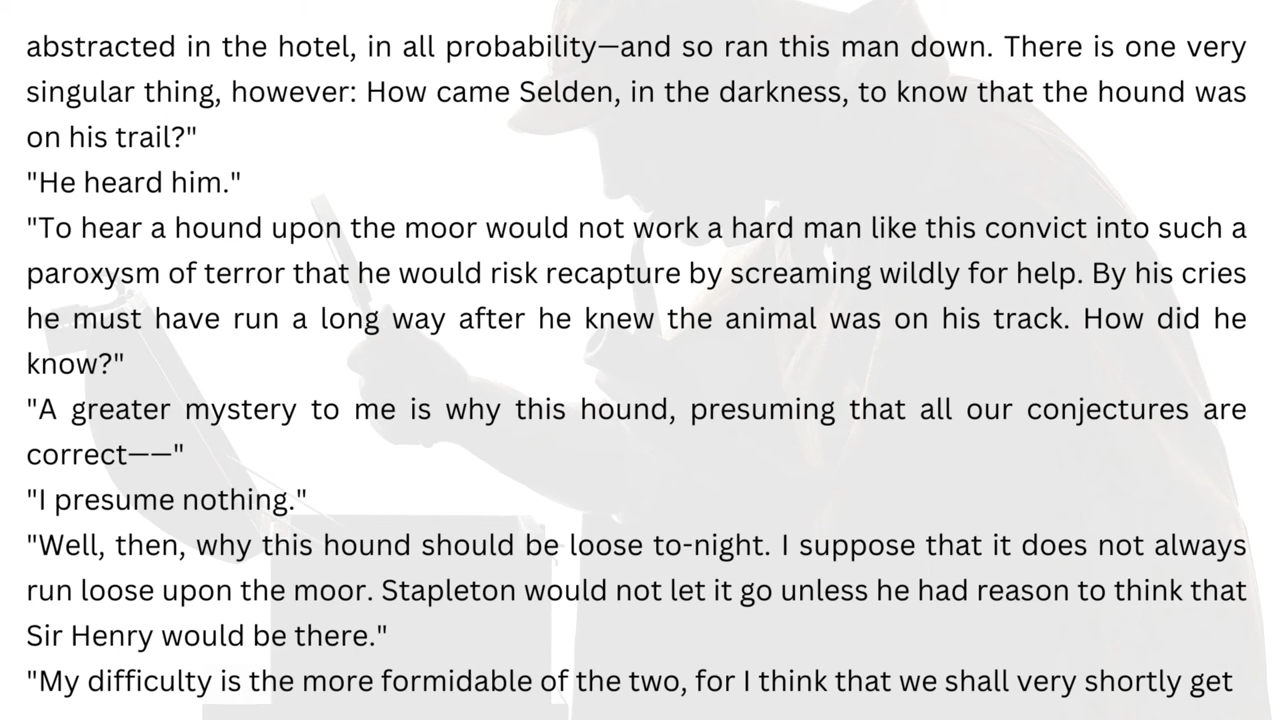 abstracted in the hotel, in all probability—and so ran this man down. There is one very
singular thing, however: How came Selden, in the darkness, to know that the hound was
on his trail?"
"He heard him."
"To hear a hound upon the moor would not work a hard man like this convict into such a
paroxysm of terror that he would risk recapture by screaming wildly for help. By his cries
he must have run a long way after he knew the animal was on his track. How did he
know?"
"A greater mystery to me is why this hound, presuming that all our conjectures are
correct——"
"I presume nothing."
"Well, then, why this hound should be loose to-night. I suppose that it does not always
run loose upon the moor. Stapleton would not let it go unless he had reason to think that
Sir Henry would be there."
"My difficulty is the more formidable of the two, for I think that we shall very shortly get